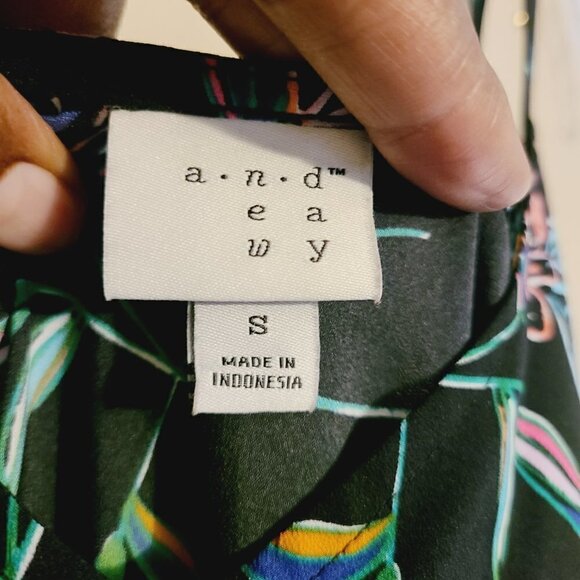 a·n·d™
e a
w y
S
MADE IN
INDONESIA